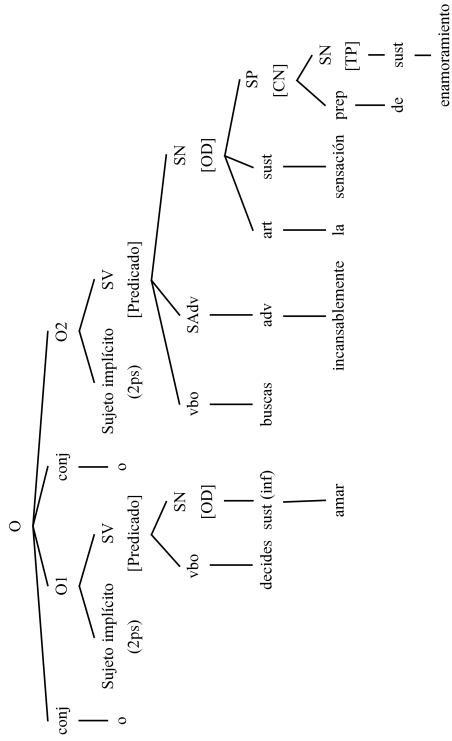 O
conj O1 conj O2
Sujeto implícito SV Sujeto implícito SV
o o
(2ps) [Predicado] (2ps) [Predicado]
vbo SN vbo SAdv SN
[OD] [OD]
SP
decides sust (inf) buscas adv art sust
[CN]
SN
amar incansablemente la sensación prep
[TP]
de sust
enamoramiento